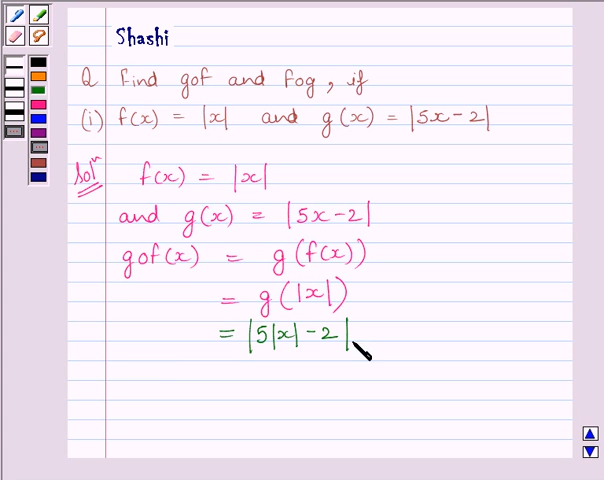 Shashi
Q Find gof and fog, if
(i) f(x) = |x| and g(x) = |5x-2|
Solⁿ f(x) = |x|
and g(x) = |5x-2|
gof(x) = g(f(x))
= g(|x|)
= |5|x|-2|